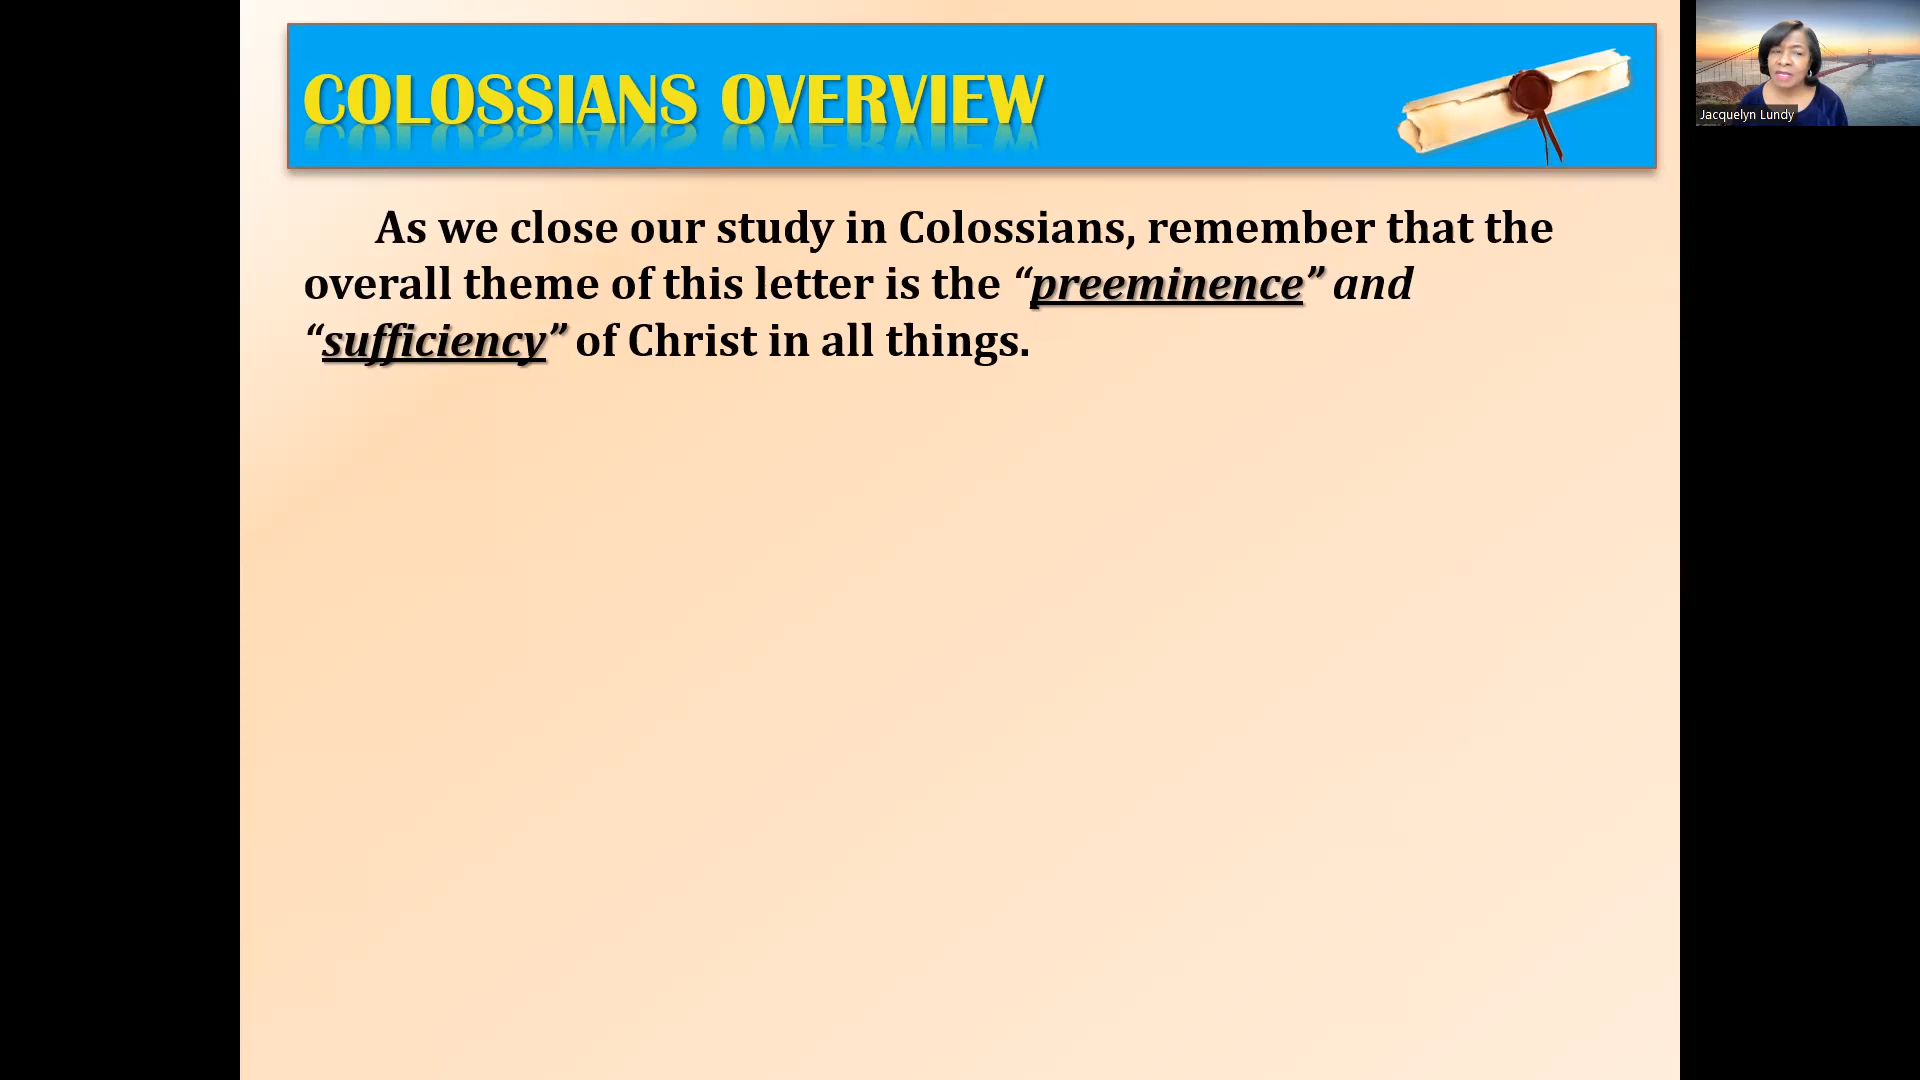 COLOSSIANS OVERVIEW
As we close our study in Colossians, remember that the
overall theme of this letter is the “preeminence” and
“sufficiency” of Christ in all things.
Jacquelyn Lundy